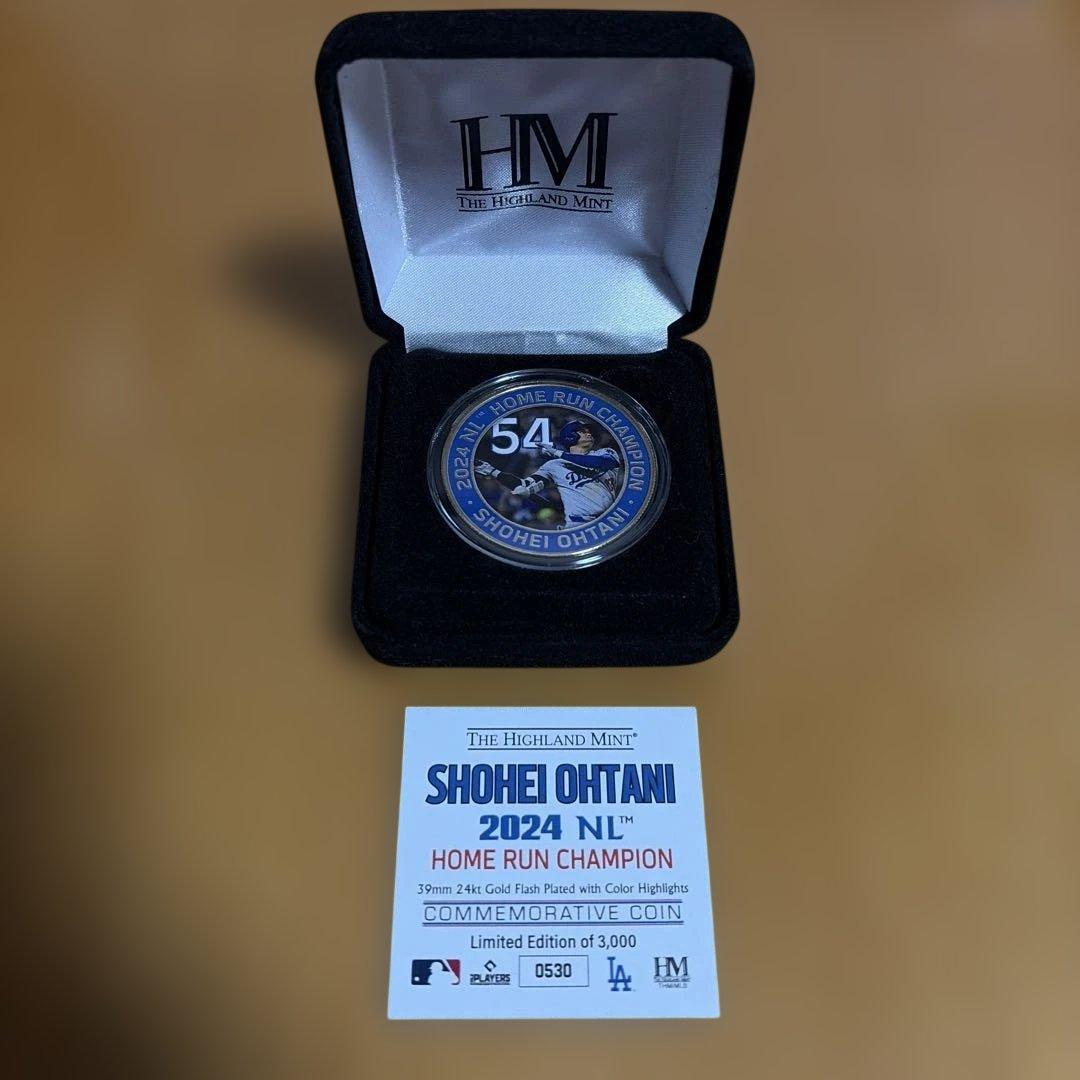 HM
THE HIGHLAND MINT
2024 NL™ HOME RUN CHAMPION
54
Dodgers
• SHOHEI OHTANI •
THE HIGHLAND MINT®
SHOHEI OHTANI
2024 NL™
HOME RUN CHAMPION
39mm 24kt Gold Flash Plated with Color Highlights
COMMEMORATIVE COIN
Limited Edition of 3,000
PLAYERS
0530
LA
HM